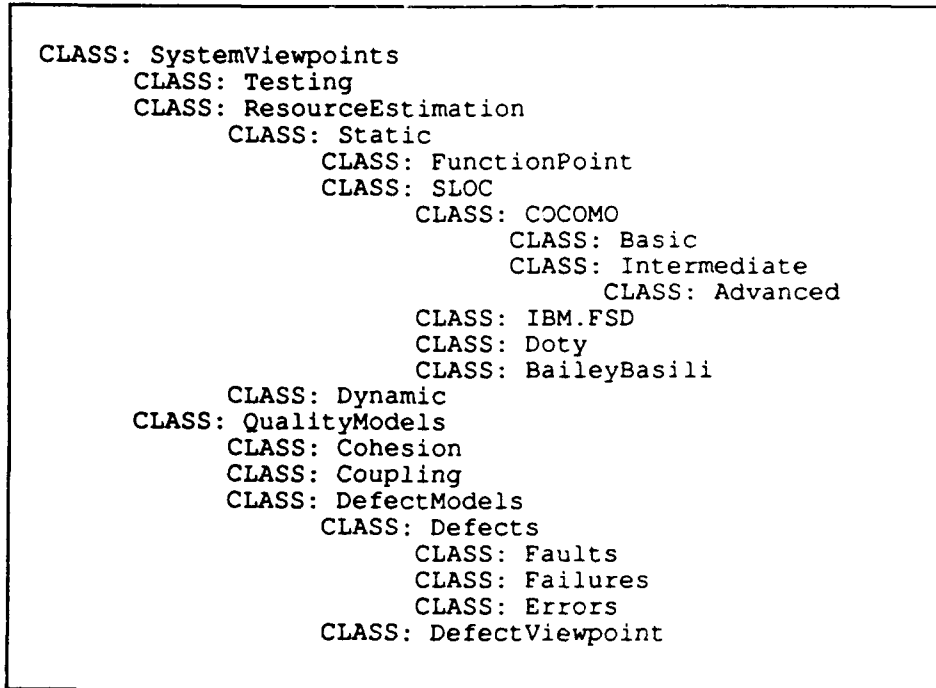 CLASS: SystemViewpoints
CLASS: Testing
CLASS: ResourceEstimation
CLASS: Static
CLASS: FunctionPoint
CLASS: SLOC
CLASS: COCOMO
CLASS: Basic
CLASS: Intermediate
CLASS: Advanced
CLASS: IBM.FSD
CLASS: Doty
CLASS: BaileyBasili
CLASS: Dynamic
CLASS: QualityModels
CLASS: Cohesion
CLASS: Coupling
CLASS: DefectModels
CLASS: Defects
CLASS: Faults
CLASS: Failures
CLASS: Errors
CLASS: DefectViewpoint